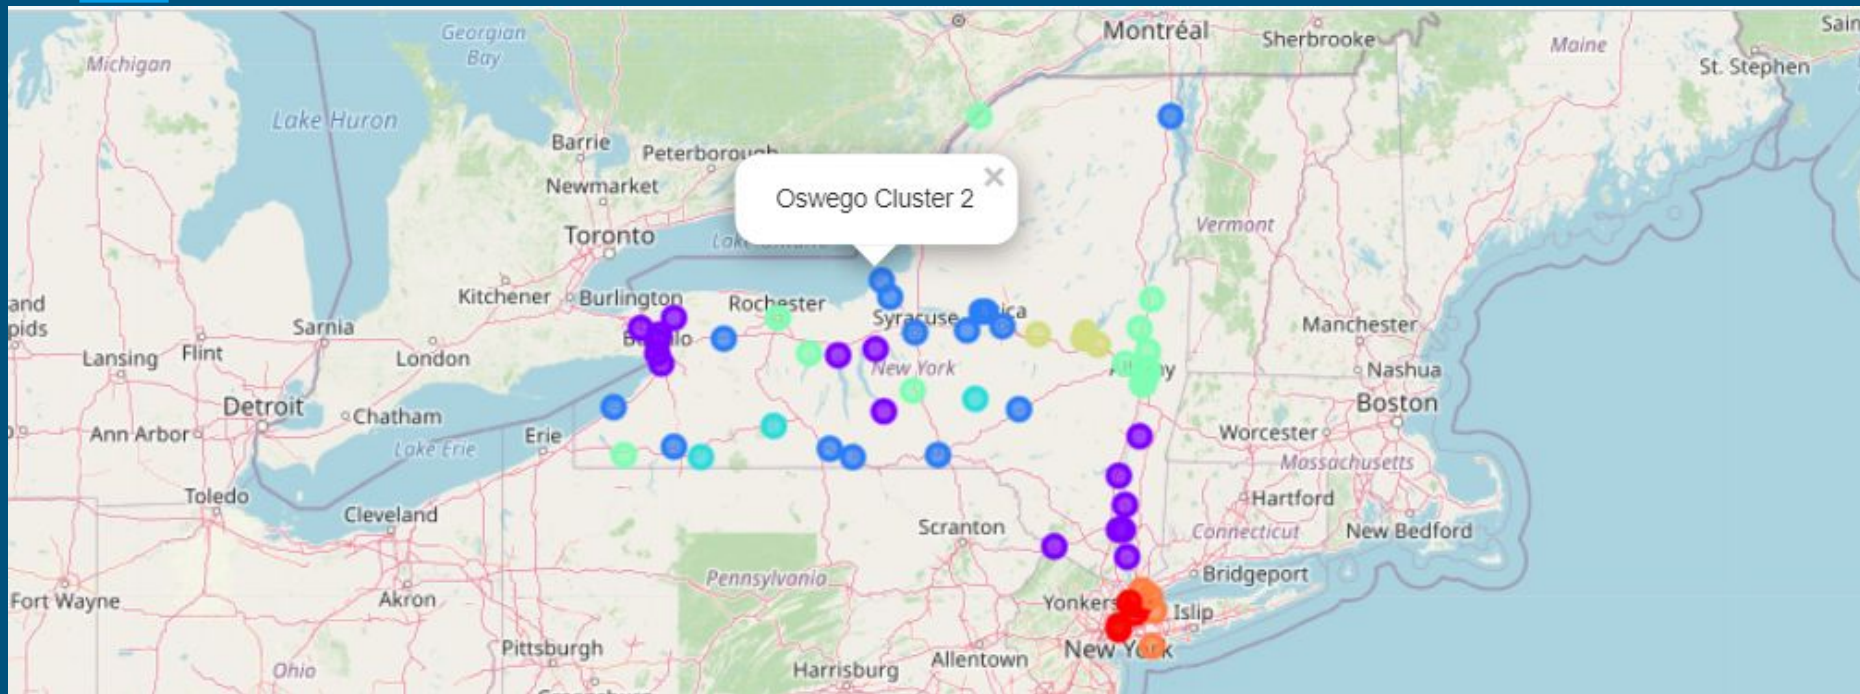 Montréal
Sherbrooke
Maine
St. Stephen
Georgian
Bay
Michigan
Lake Huron
Barrie
Peterborough
Newmarket
Oswego Cluster 2
×
Toronto
Vermont
Kitchener
Burlington
Rochester
Syracuse
Sarnia
Manchester
Lansing
Flint
London
New York
Nashua
Detroit
Chatham
Boston
Ann Arbor
Lake Erie
Erie
Worcester
Massachusetts
Toledo
Hartford
Cleveland
Scranton
Connecticut
New Bedford
Pennsylvania
Bridgeport
Fort Wayne
Akron
Yonkers
Islip
Pittsburgh
New York
Ohio
Harrisburg
Allentown